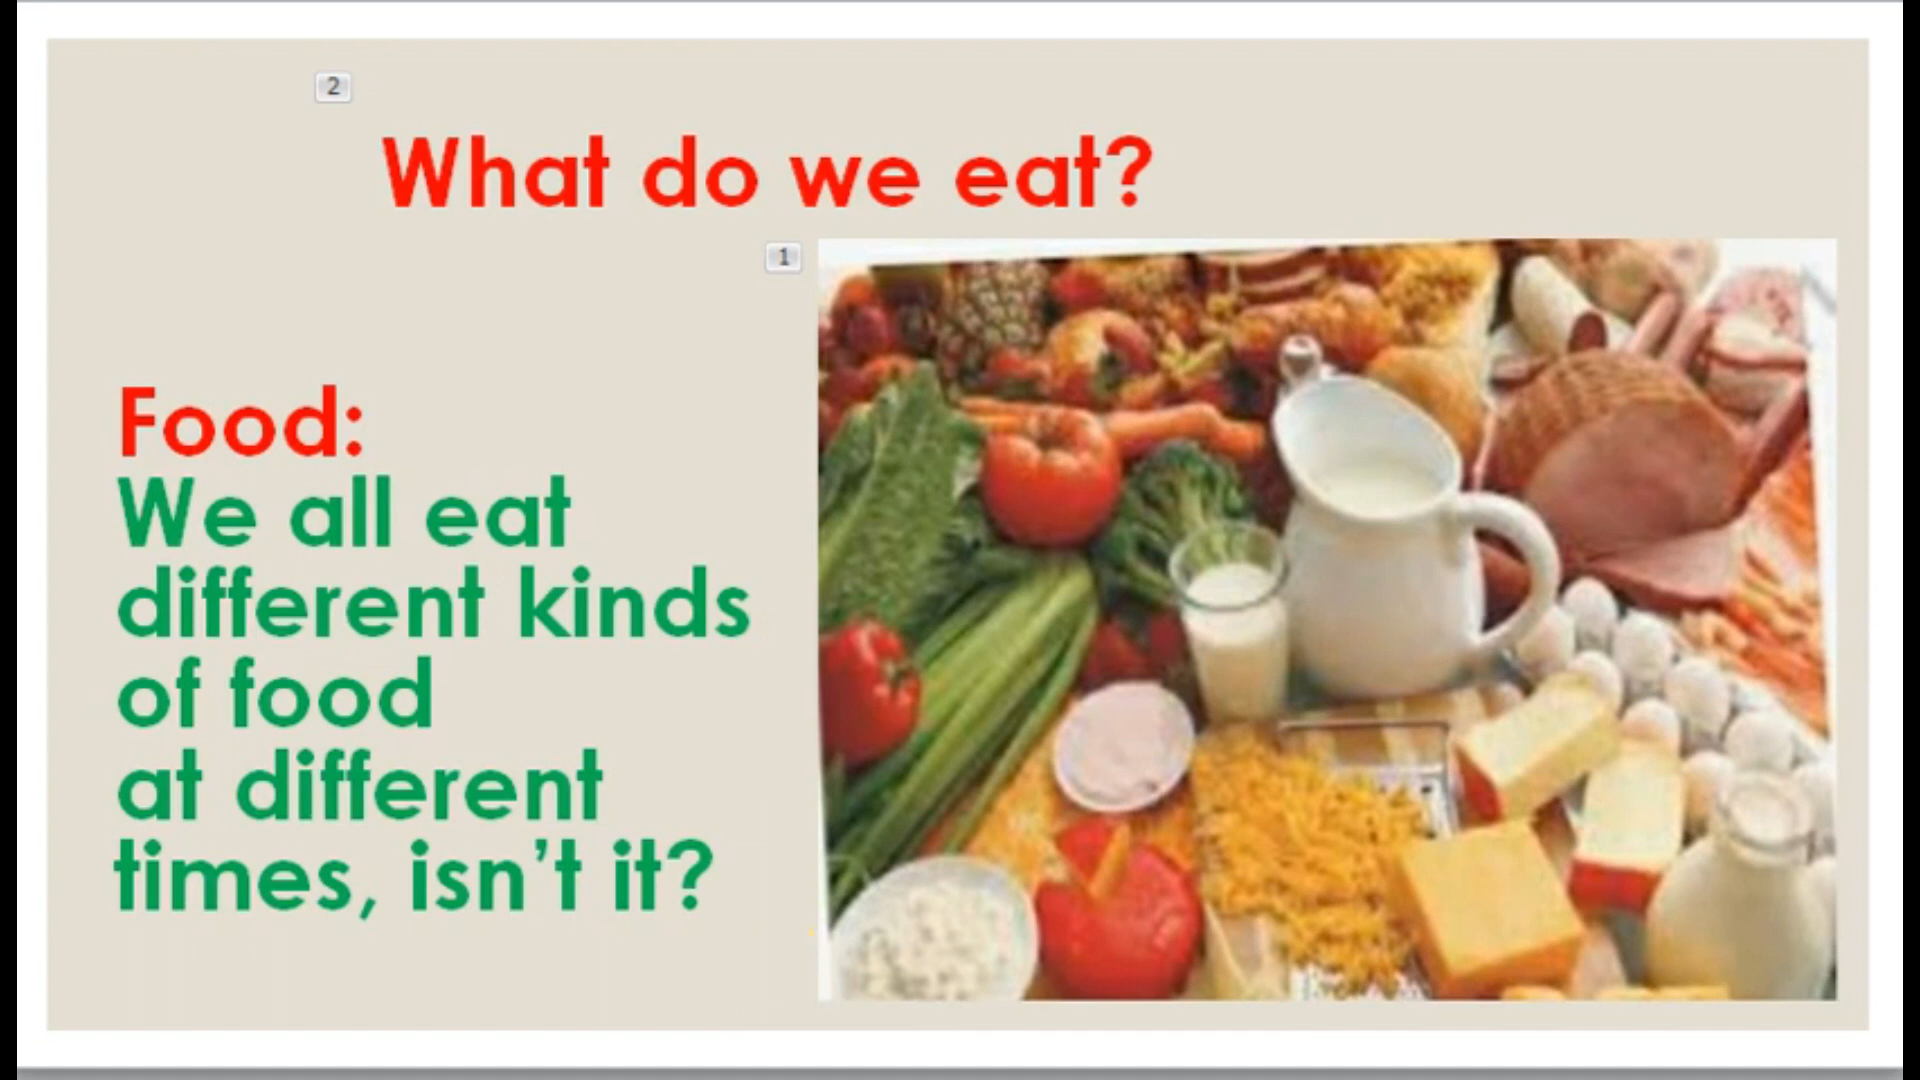 2
What do we eat?
1
Food:
We all eat
different kinds
of food
at different
times, isn't it?